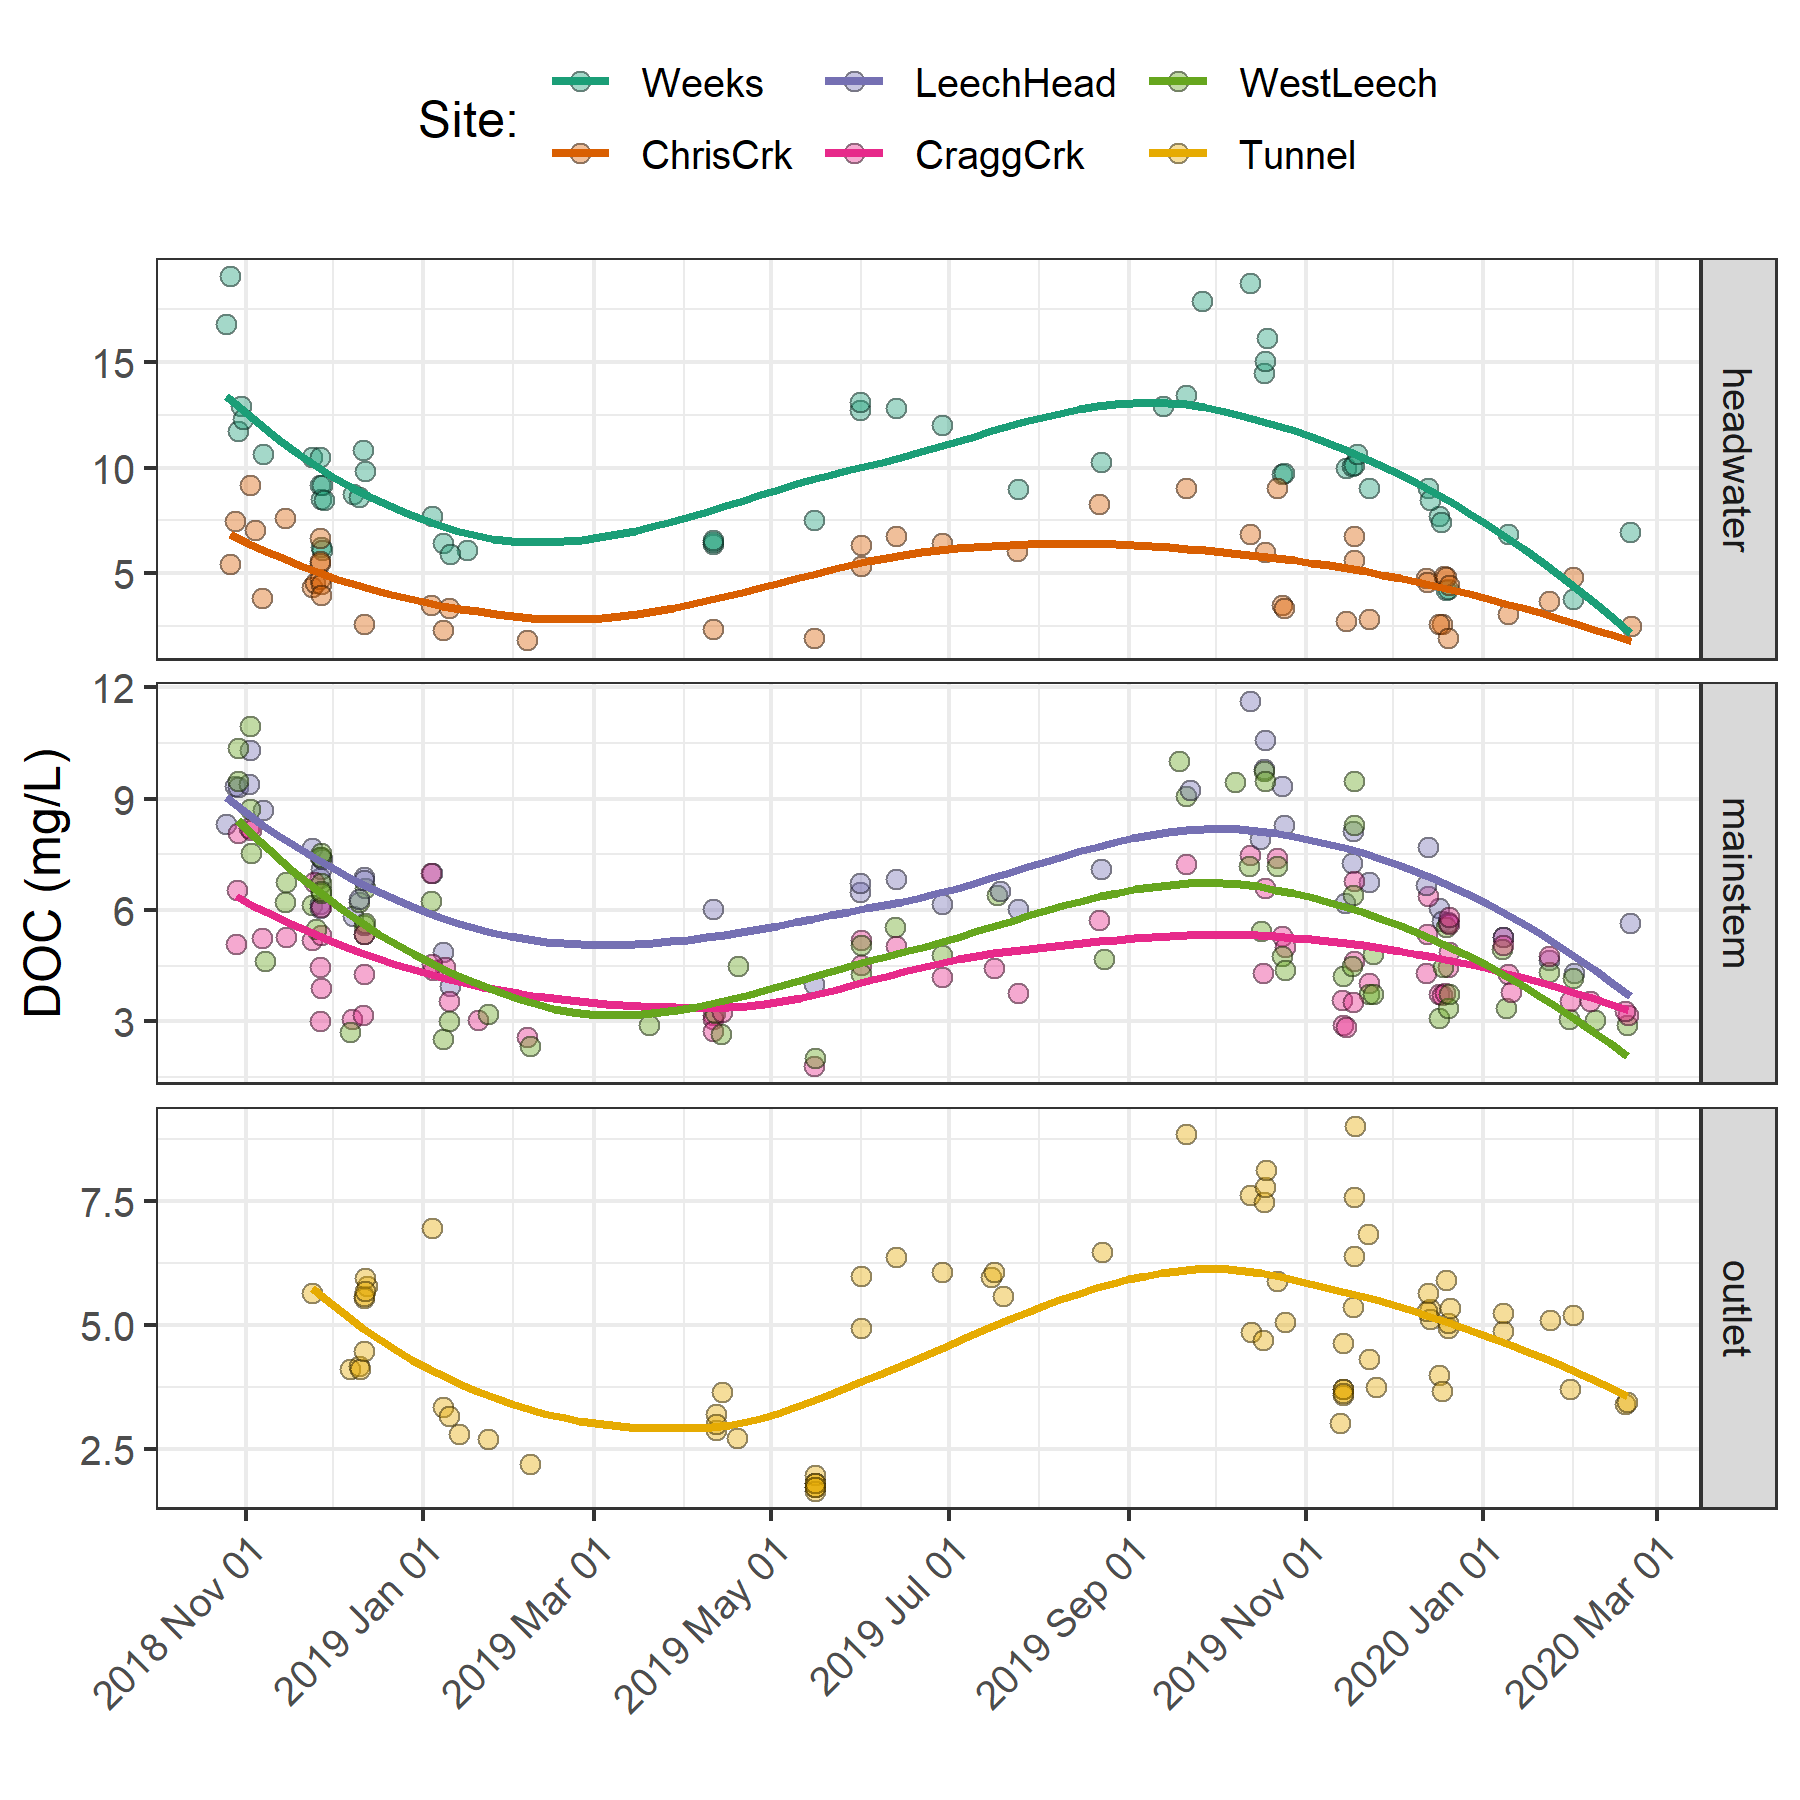 Site:
Weeks
LeechHead
WestLeech
ChrisCrk
CraggCrk
Tunnel
DOC (mg/L)
15
10
5
headwater
12
9
6
3
mainstem
7.5
5.0
2.5
outlet
2018 Nov 01
2019 Jan 01
2019 Mar 01
2019 May 01
2019 Jul 01
2019 Sep 01
2019 Nov 01
2020 Jan 01
2020 Mar 01